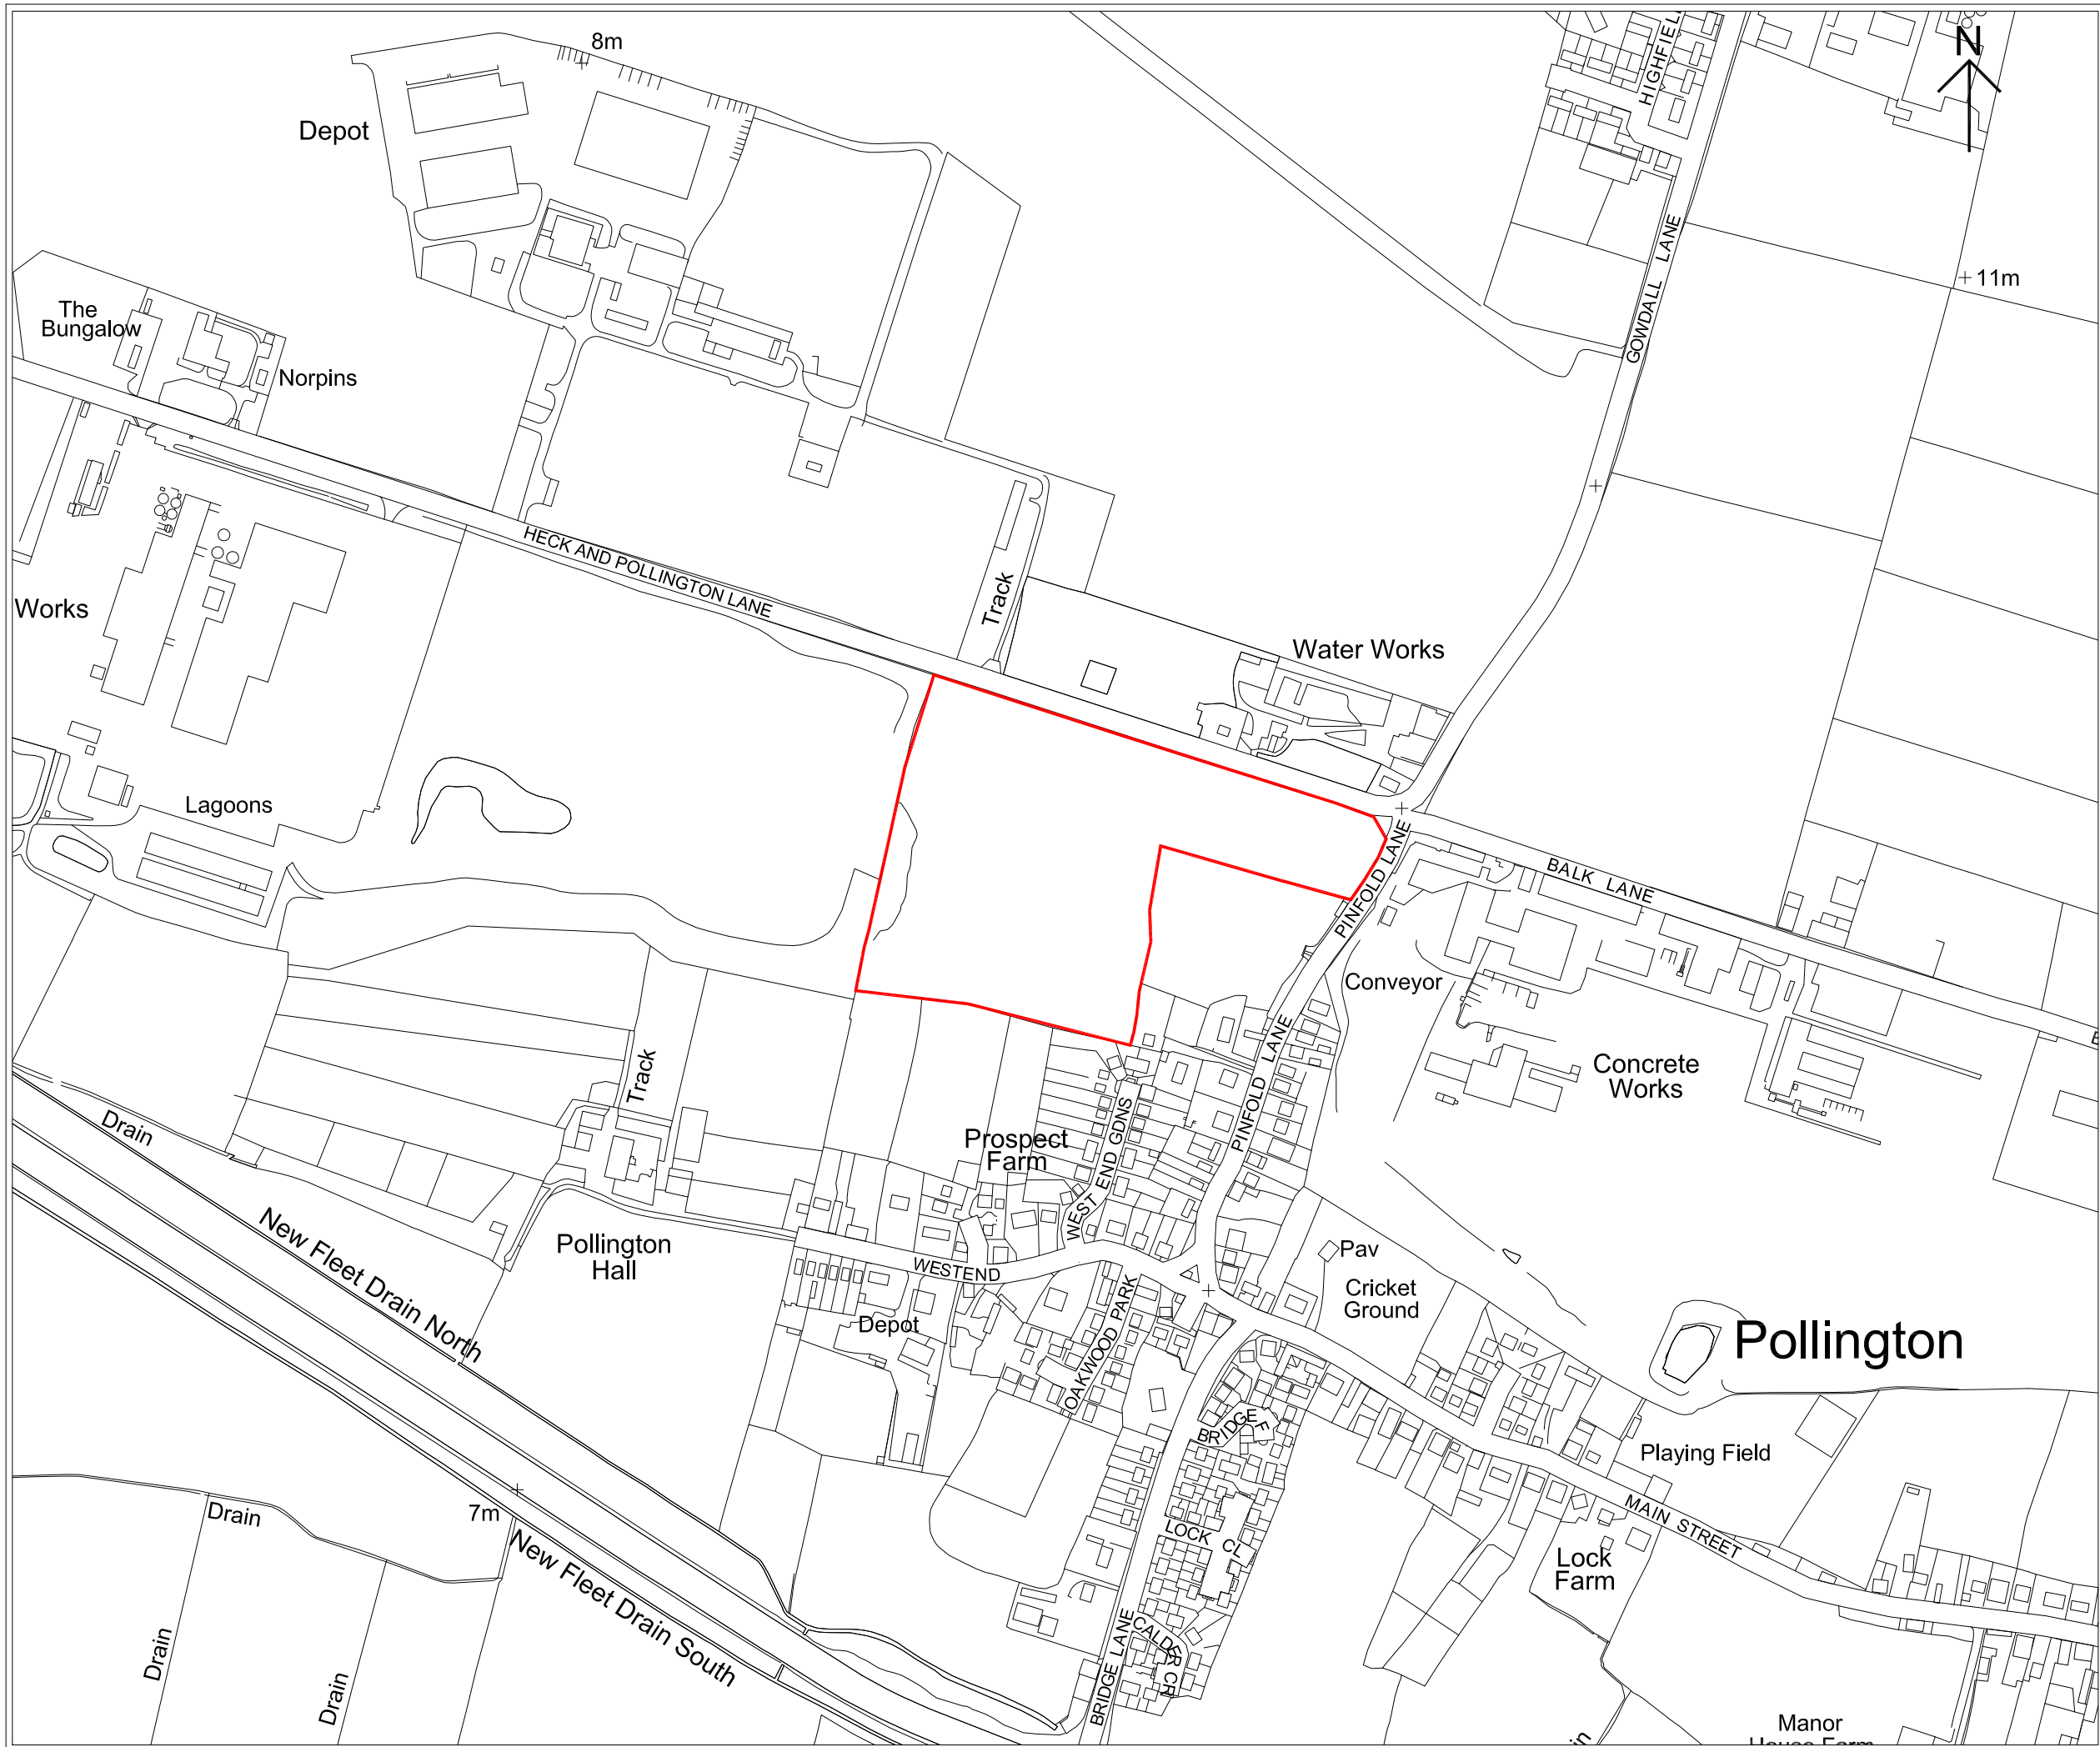 8m
HIGHFIEL
N
Depot
GOWDALL LANE
11m
The
Bungalow
Norpins
HECK AND POLLINGTON LANE
Works
Track
Water Works
Lagoons
PINFOLD LANE
BALK LANE
Conveyor
Concrete
Works
Track
Drain
Prospect
Farm
WEST END GDNS
PINFOLD LANE
New Fleet Drain North
Pollington
Hall
WESTEND
Pav
Cricket
Ground
Depot
OAKWOOD PARK
Pollington
BRIDGE
Playing Field
7m
Drain
MAIN STREET
New Fleet Drain South
LOCK CL
Lock
Farm
Drain
Drain
BRIDGE LANE
CALDER CR
Manor
House Farm